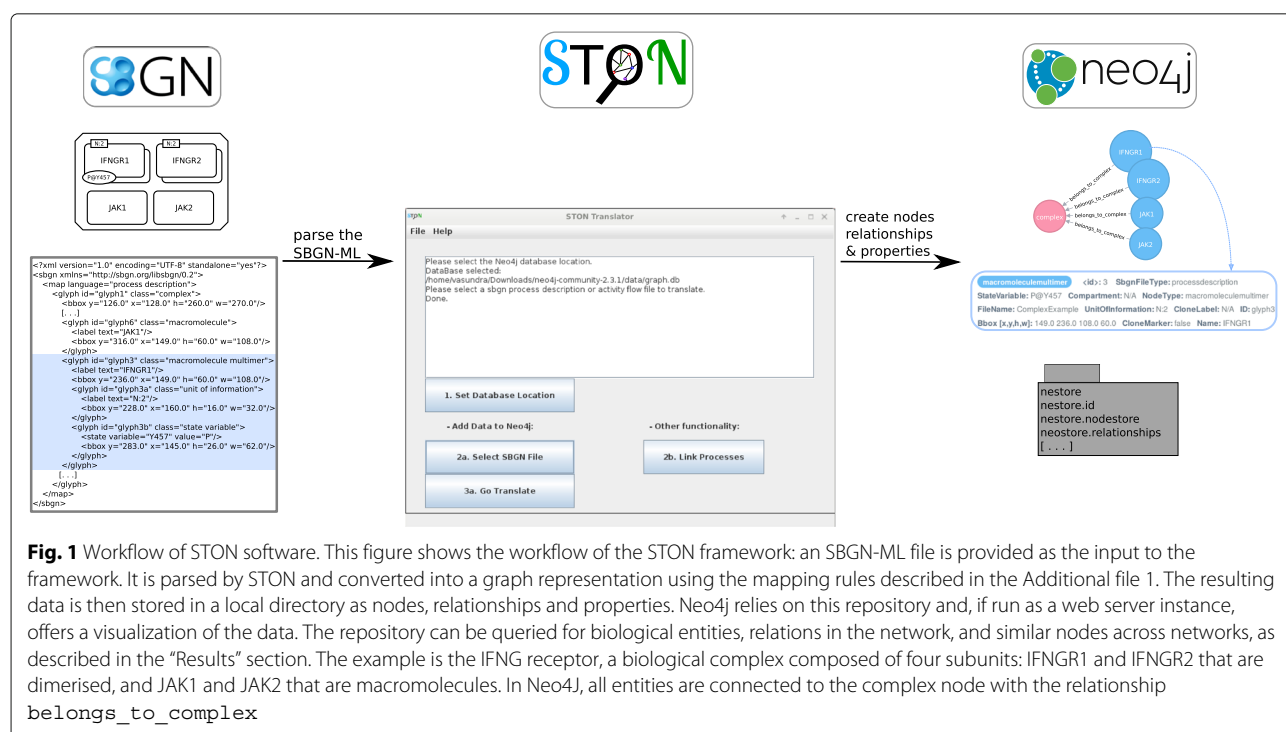 SBGN
STON
neo4j
N:2
N:2
IFNGR1
IFNGR2
P@Y457
JAK1
JAK2
<?xml version="1.0" encoding="UTF-8" standalone="yes"?>
<sbgn xmlns="http://sbgn.org/libsbgn/0.2">
<map language="process description">
<glyph id="glyph1" class="complex">
<bbox y="126.0" x="128.0" h="260.0" w="270.0"/>
[. . .]
<glyph id="glyph6" class="macromolecule">
<label text="JAK1"/>
<bbox y="316.0" x="149.0" h="60.0" w="108.0"/>
</glyph>
<glyph id="glyph3" class="macromolecule multimer">
<label text="IFNGR1"/>
<bbox y="236.0" x="149.0" h="60.0" w="108.0"/>
<glyph id="glyph3a" class="unit of information">
<label text="N:2"/>
<bbox y="228.0" x="160.0" h="16.0" w="32.0"/>
</glyph>
<glyph id="glyph3b" class="state variable">
<state variable="Y457" value="P"/>
<bbox y="283.0" x="145.0" h="26.0" w="62.0"/>
</glyph>
</glyph>
[. . .]
</glyph>
</map>
</sbgn>
parse the
SBGN-ML
STON
STON Translator
File Help
Please select the Neo4j database location.
DataBase selected:
/home/vasundra/Downloads/neo4j-community-2.3.1/data/graph.db
Please select a sbgn process description or activity flow file to translate.
Done.
1. Set Database Location
- Add Data to Neo4j:
- Other functionality:
2a. Select SBGN File
2b. Link Processes
3a. Go Translate
create nodes
relationships
& properties
IFNGR1
IFNGR2
JAK1
JAK2
complex
belongs_to_complex
belongs_to_complex
belongs_to_complex
belongs_to_complex
macromoleculemultimer <id>: 3 SbgnFileType: processdescription
StateVariable: P@Y457 Compartment: N/A NodeType: macromoleculemultimer
FileName: ComplexExample UnitOfInformation: N:2 CloneLabel: N/A ID: glyph3
Bbox [x,y,h,w]: 149.0 236.0 108.0 60.0 CloneMarker: false Name: IFNGR1
nestore
nestore.id
nestore.nodestore
neostore.relationships
[ . . . ]
Fig. 1 Workflow of STON software. This figure shows the workflow of the STON framework: an SBGN-ML file is provided as the input to the
framework. It is parsed by STON and converted into a graph representation using the mapping rules described in the Additional file 1. The resulting
data is then stored in a local directory as nodes, relationships and properties. Neo4j relies on this repository and, if run as a web server instance,
offers a visualization of the data. The repository can be queried for biological entities, relations in the network, and similar nodes across networks, as
described in the “Results” section. The example is the IFNG receptor, a biological complex composed of four subunits: IFNGR1 and IFNGR2 that are
dimerised, and JAK1 and JAK2 that are macromolecules. In Neo4J, all entities are connected to the complex node with the relationship
belongs_to_complex